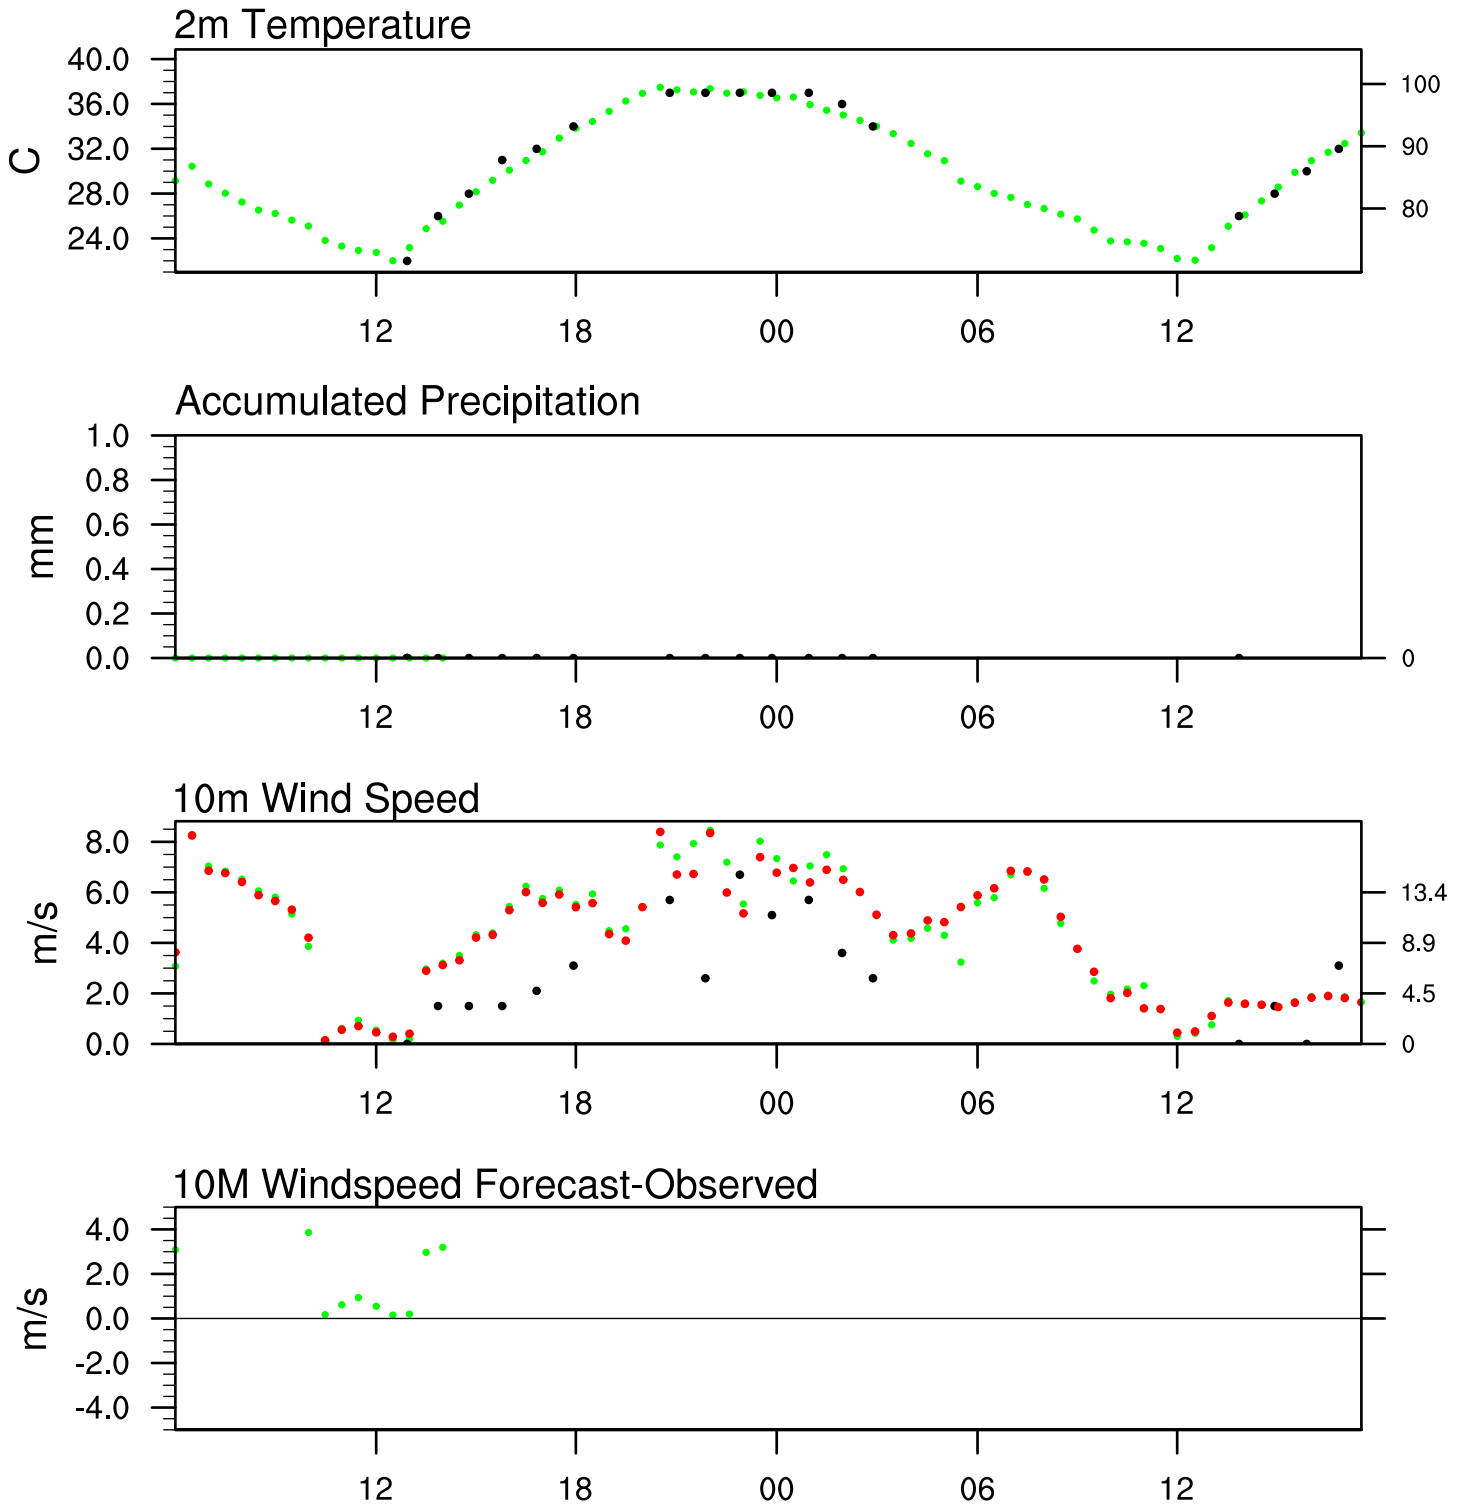 2m Temperature
40.0
36.0
32.0
28.0
24.0
C
100
90
80
12 18 00 06 12
Accumulated Precipitation
1.0
0.8
0.6
0.4
0.2
0.0
mm
0
12 18 00 06 12
10m Wind Speed
8.0
6.0
4.0
2.0
0.0
m/s
13.4
8.9
4.5
0
12 18 00 06 12
10M Windspeed Forecast-Observed
4.0
2.0
0.0
-2.0
-4.0
m/s
12 18 00 06 12